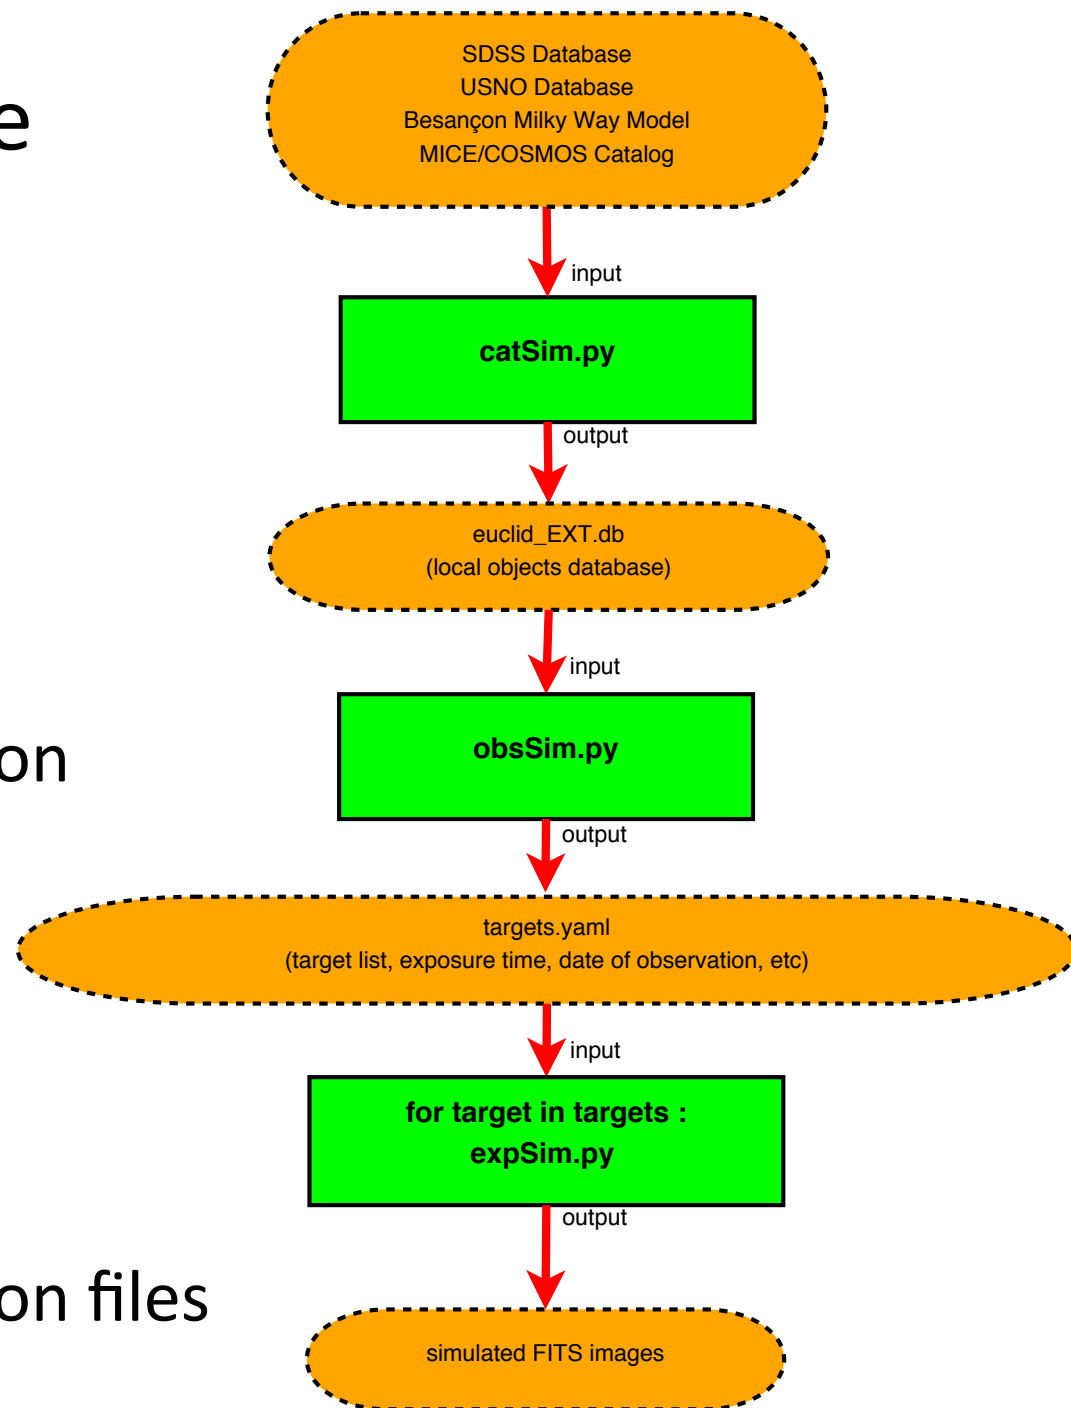 SDSS Database
USNO Database
Besançon Milky Way Model
MICE/COSMOS Catalog
e
input
catSim.py
output
euclid_EXT.db
(local objects database)
input
obsSim.py
on
output
targets.yaml
(target list, exposure time, date of observation, etc)
input
for target in targets :
expSim.py
output
on files
simulated FITS images